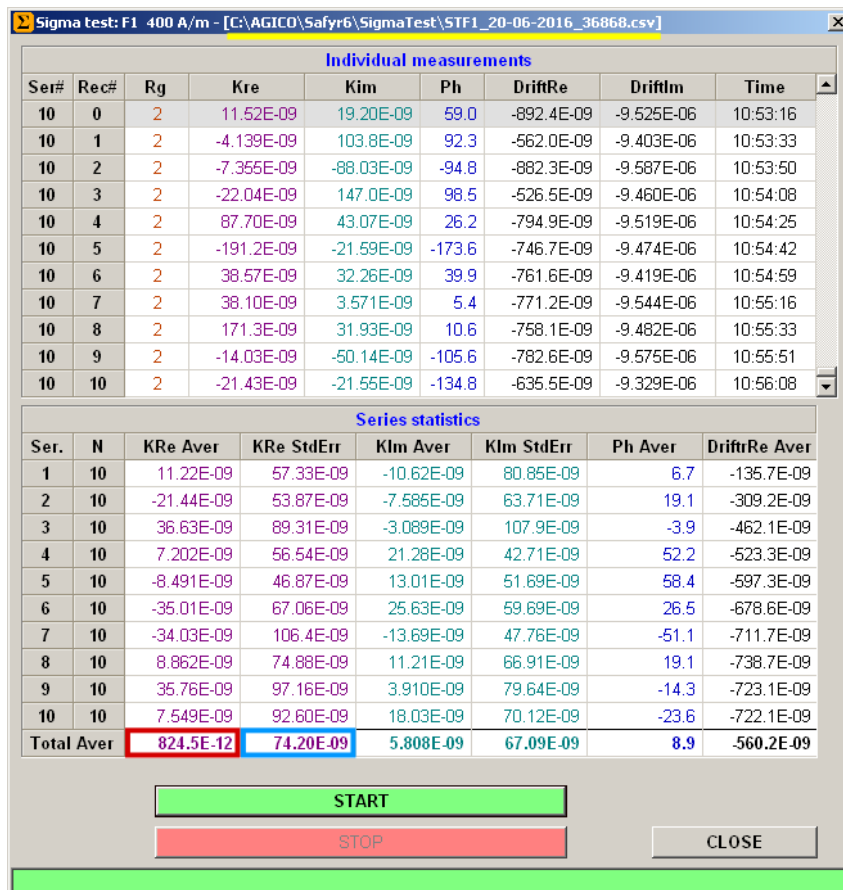 Sigma test: F1 400 A/m - [C:\AGICO\Safyr6\SigmaTest\STF1_20-06-2016_36868.csv]
Individual measurements
Ser# Rec# Rg Kre Kim Ph DriftRe DriftIm Time
10 0 2 11.52E-09 19.20E-09 59.0 -892.4E-09 -9.525E-06 10:53:16
10 1 2 -4.139E-09 103.8E-09 92.3 -562.0E-09 -9.403E-06 10:53:33
10 2 2 -7.355E-09 -88.03E-09 -94.8 -882.3E-09 -9.587E-06 10:53:50
10 3 2 -22.04E-09 147.0E-09 98.5 -526.5E-09 -9.460E-06 10:54:08
10 4 2 87.70E-09 43.07E-09 26.2 -794.9E-09 -9.519E-06 10:54:25
10 5 2 -191.2E-09 -21.59E-09 -173.6 -746.7E-09 -9.474E-06 10:54:42
10 6 2 38.57E-09 32.26E-09 39.9 -761.6E-09 -9.419E-06 10:54:59
10 7 2 38.10E-09 3.571E-09 5.4 -771.2E-09 -9.544E-06 10:55:16
10 8 2 171.3E-09 31.93E-09 10.6 -758.1E-09 -9.482E-06 10:55:33
10 9 2 -14.03E-09 -50.14E-09 -105.6 -782.6E-09 -9.575E-06 10:55:51
10 10 2 -21.43E-09 -21.55E-09 -134.8 -635.5E-09 -9.329E-06 10:56:08
Series statistics
Ser. N KRe Aver KRe StdErr KIm Aver KIm StdErr Ph Aver DriftrRe Aver
1 10 11.22E-09 57.33E-09 -10.62E-09 80.85E-09 6.7 -135.7E-09
2 10 -21.44E-09 53.87E-09 -7.585E-09 63.71E-09 19.1 -309.2E-09
3 10 36.63E-09 89.31E-09 -3.089E-09 107.9E-09 -3.9 -462.1E-09
4 10 7.202E-09 56.54E-09 21.28E-09 42.71E-09 52.2 -523.3E-09
5 10 -8.491E-09 46.87E-09 13.01E-09 51.69E-09 58.4 -597.3E-09
6 10 -35.01E-09 67.06E-09 25.63E-09 59.69E-09 26.5 -678.6E-09
7 10 -34.03E-09 106.4E-09 -13.69E-09 47.76E-09 -51.1 -711.7E-09
8 10 8.862E-09 74.88E-09 11.21E-09 66.91E-09 19.1 -738.7E-09
9 10 35.76E-09 97.16E-09 3.910E-09 79.64E-09 -14.3 -723.1E-09
10 10 7.549E-09 92.60E-09 18.03E-09 70.12E-09 -23.6 -722.1E-09
Total Aver 824.5E-12 74.20E-09 5.808E-09 67.09E-09 8.9 -560.2E-09
START
STOP
CLOSE